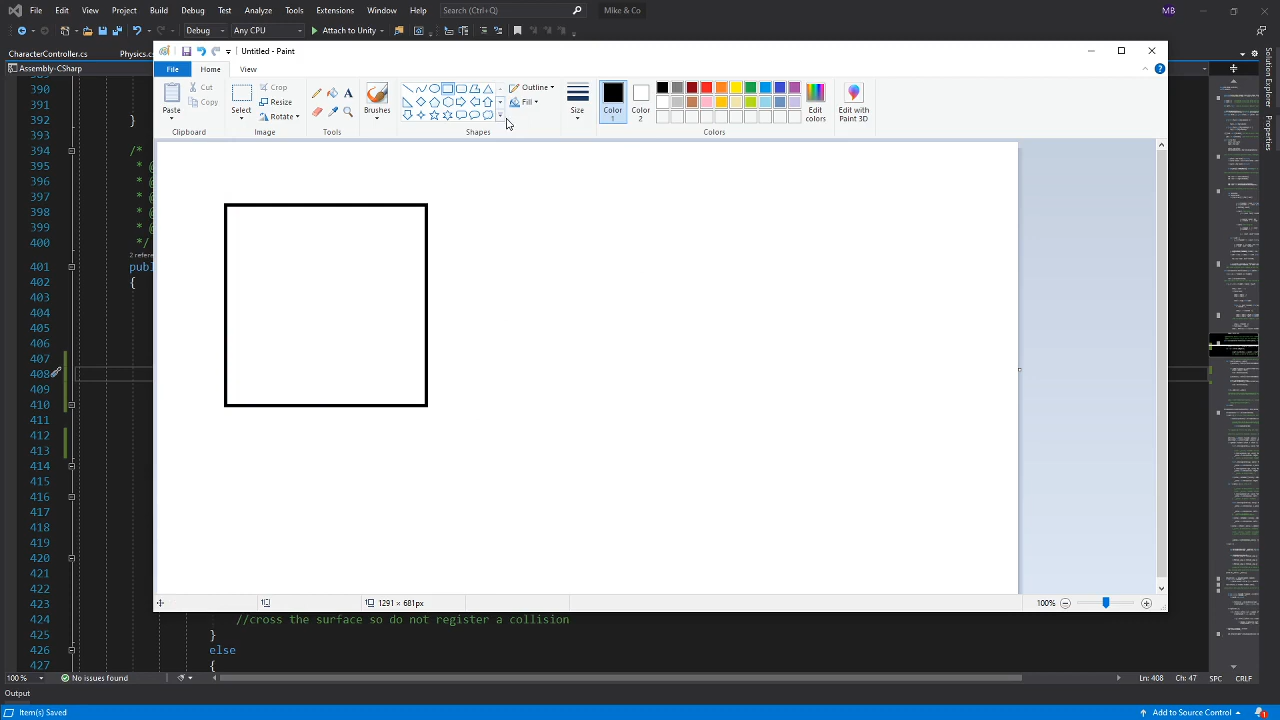 File Edit View Project Build Debug Test Analyze Tools Extensions Window Help Search (Ctrl+Q) Mike & Co MB
Debug Any CPU Attach to Unity
CharacterController.cs Physics.cs
Untitled - Paint
Assembly-CSharp
File Home View
Paste Cut Copy Select Crop Resize Rotate Brushes Outline Size Color Color Edit colors Edit with Paint 3D
Clipboard Image Tools Shapes Colors
Solution Explorer
Properties
389
390
391
392
393 }
394 /*
395 * @
396 * @
397 * @
398 * @
399 * @
400 */
2 refere
401 publ
402 {
403
404
405
406
407
408
409
410
411
412
413
414
415
416
417
418
419
420
421
422
423
1291 × 681px 100%
424 //cross the surface so do not register a collision
425 }
426 else
427 {
100 % No issues found Ln: 408 Ch: 47 SPC CRLF
Output
Item(s) Saved Add to Source Control 1